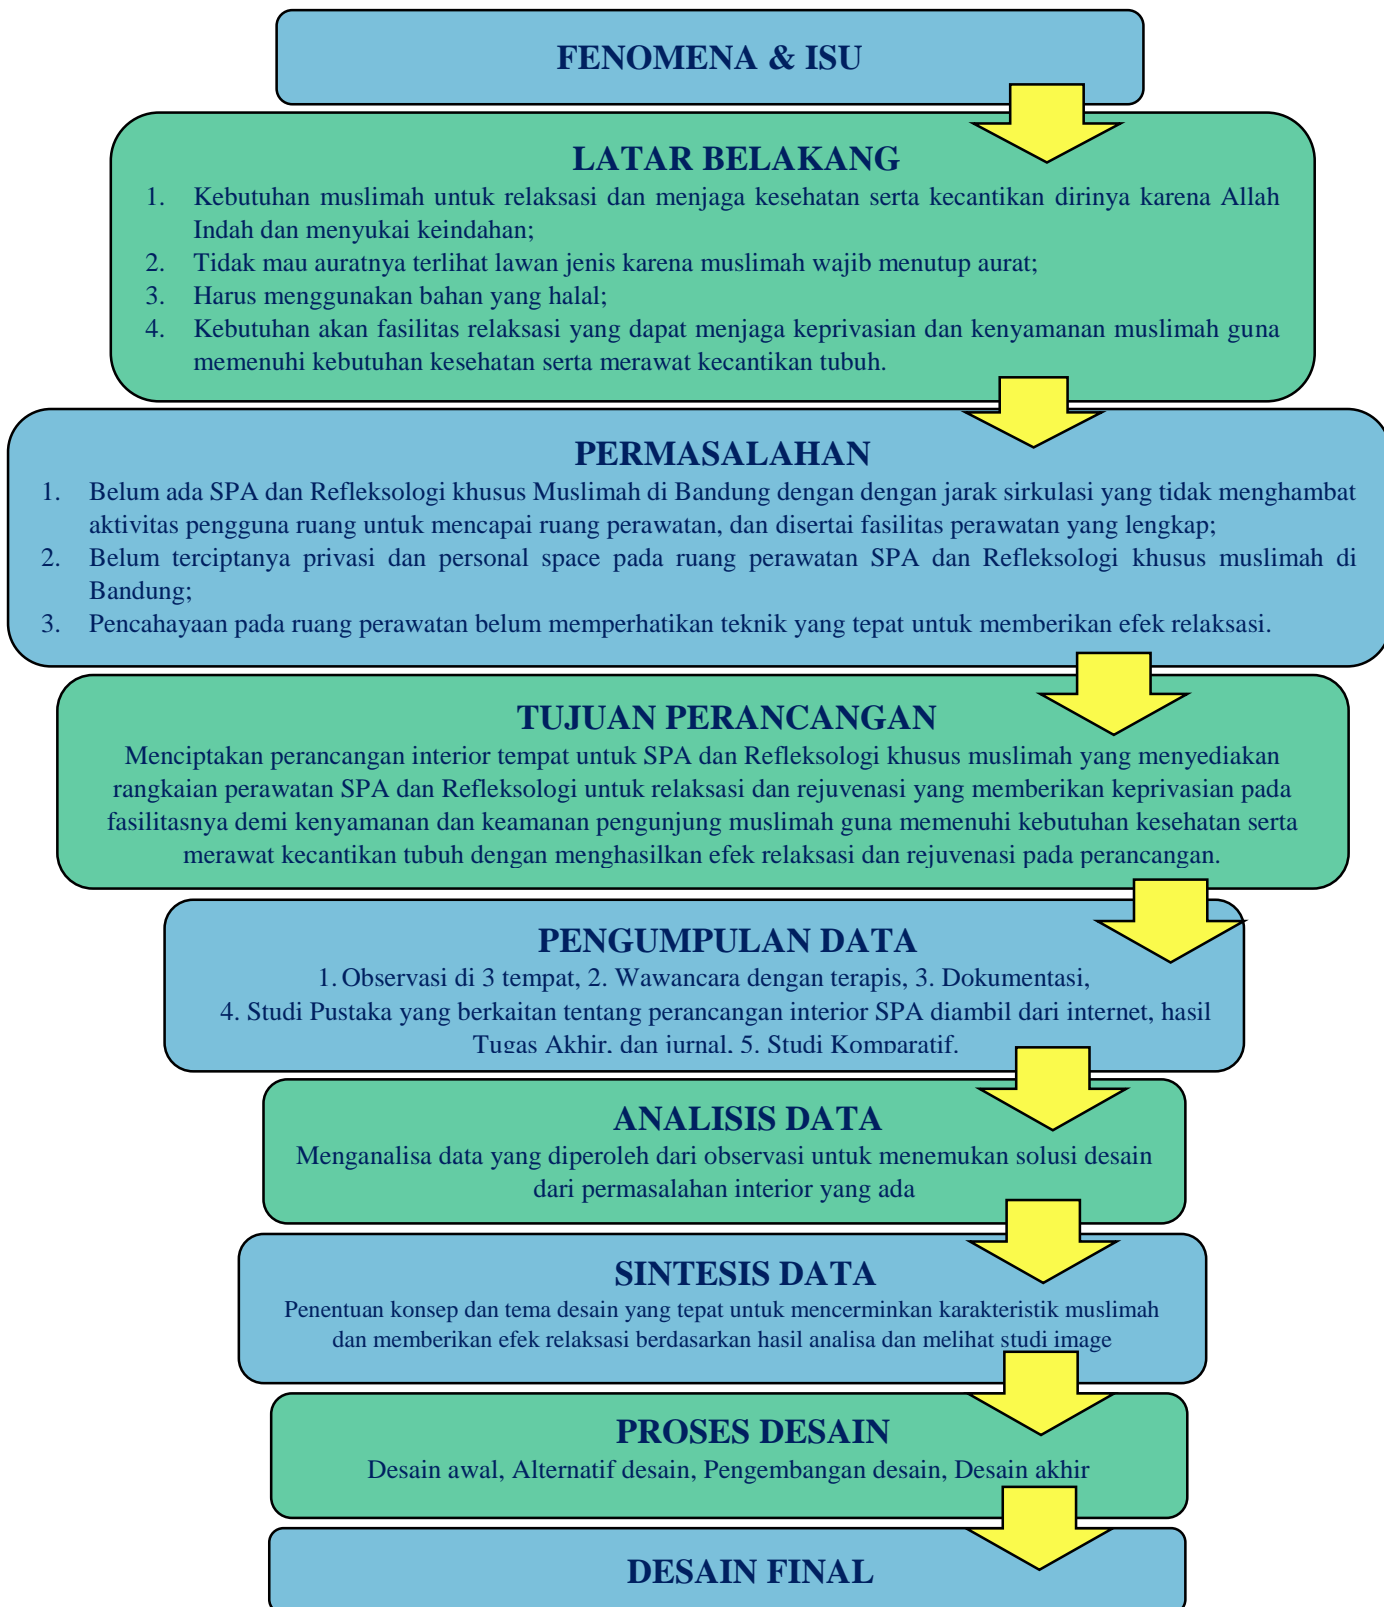 FENOMENA & ISU
LATAR BELAKANG
1. Kebutuhan muslimah untuk relaksasi dan menjaga kesehatan serta kecantikan dirinya karena Allah
Indah dan menyukai keindahan;
2. Tidak mau auratnya terlihat lawan jenis karena muslimah wajib menutup aurat;
3. Harus menggunakan bahan yang halal;
4. Kebutuhan akan fasilitas relaksasi yang dapat menjaga keprivasian dan kenyamanan muslimah guna
memenuhi kebutuhan kesehatan serta merawat kecantikan tubuh.
PERMASALAHAN
1. Belum ada SPA dan Refleksologi khusus Muslimah di Bandung dengan dengan jarak sirkulasi yang tidak menghambat
aktivitas pengguna ruang untuk mencapai ruang perawatan, dan disertai fasilitas perawatan yang lengkap;
2. Belum terciptanya privasi dan personal space pada ruang perawatan SPA dan Refleksologi khusus muslimah di
Bandung;
3. Pencahayaan pada ruang perawatan belum memperhatikan teknik yang tepat untuk memberikan efek relaksasi.
TUJUAN PERANCANGAN
Menciptakan perancangan interior tempat untuk SPA dan Refleksologi khusus muslimah yang menyediakan
rangkaian perawatan SPA dan Refleksologi untuk relaksasi dan rejuvenasi yang memberikan keprivasian pada
fasilitasnya demi kenyamanan dan keamanan pengunjung muslimah guna memenuhi kebutuhan kesehatan serta
merawat kecantikan tubuh dengan menghasilkan efek relaksasi dan rejuvenasi pada perancangan.
PENGUMPULAN DATA
1. Observasi di 3 tempat, 2. Wawancara dengan terapis, 3. Dokumentasi,
4. Studi Pustaka yang berkaitan tentang perancangan interior SPA diambil dari internet, hasil
Tugas Akhir, dan jurnal, 5. Studi Komparatif.
ANALISIS DATA
Menganalisa data yang diperoleh dari observasi untuk menemukan solusi desain
dari permasalahan interior yang ada
SINTESIS DATA
Penentuan konsep dan tema desain yang tepat untuk mencerminkan karakteristik muslimah
dan memberikan efek relaksasi berdasarkan hasil analisa dan melihat studi image
PROSES DESAIN
Desain awal, Alternatif desain, Pengembangan desain, Desain akhir
DESAIN FINAL